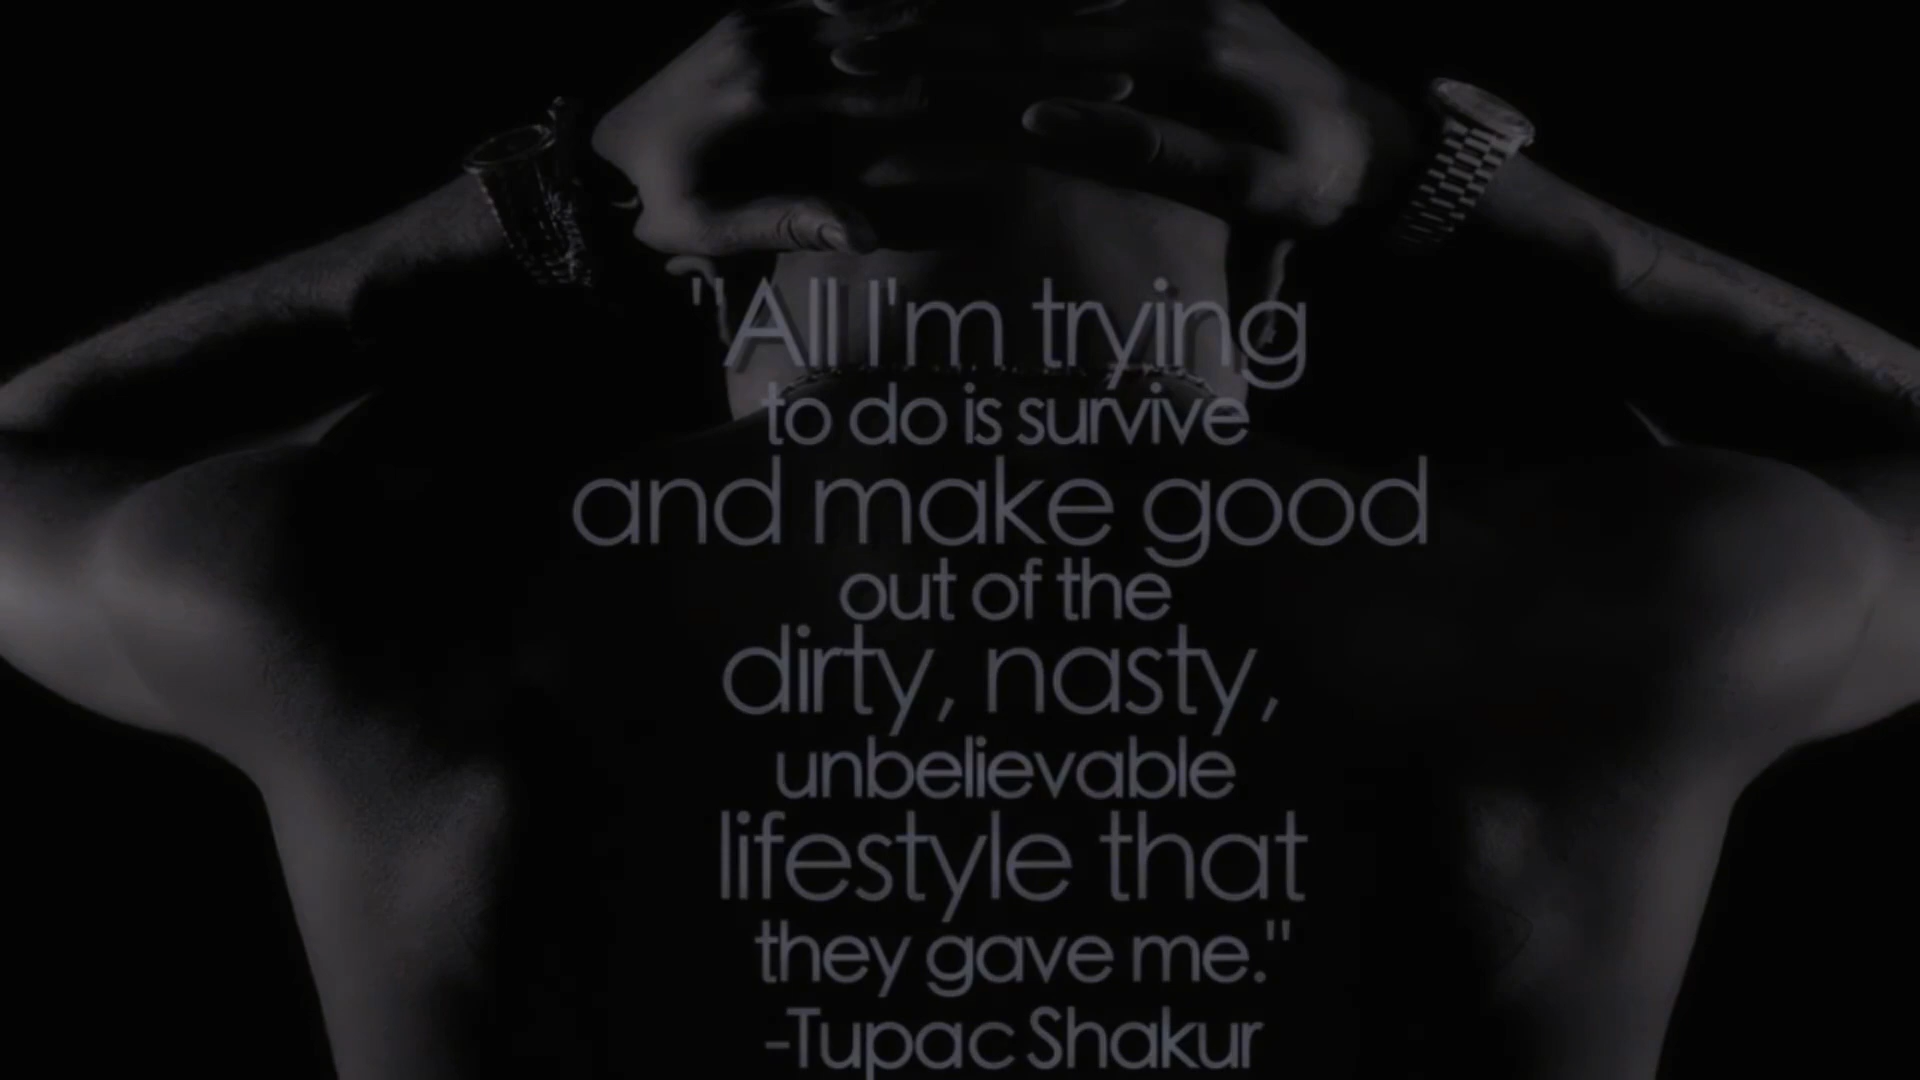 "All I'm trying
to do is survive
and make good
out of the
dirty, nasty,
unbelievable
lifestyle that
they gave me."
-Tupac Shakur